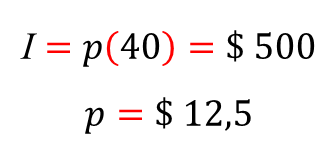 I = p(40) = $ 500
p = $ 12,5